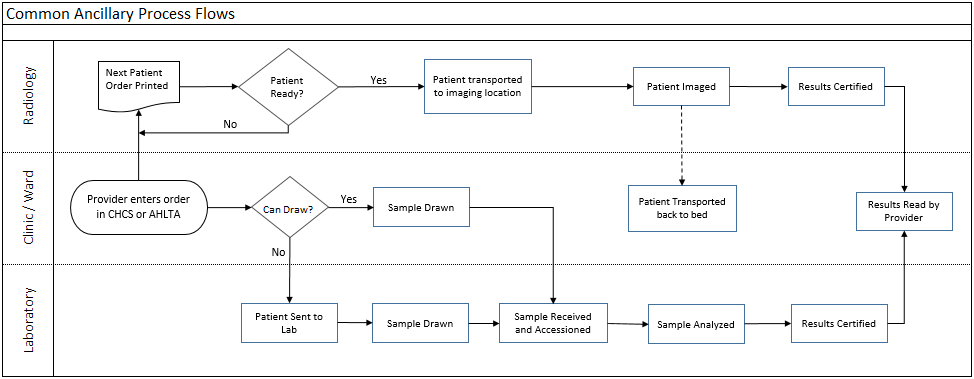 Common Ancillary Process Flows
Radiology
Next Patient
Order Printed
Patient
Ready?
Yes
No
Patient transported
to imaging location
Patient Imaged
Results Certified
Clinic / Ward
Provider enters order
in CHCS or AHLTA
Can Draw?
Yes
No
Sample Drawn
Patient Transported
back to bed
Results Read by
Provider
Laboratory
Patient Sent to
Lab
Sample Drawn
Sample Received
and Accessioned
Sample Analyzed
Results Certified